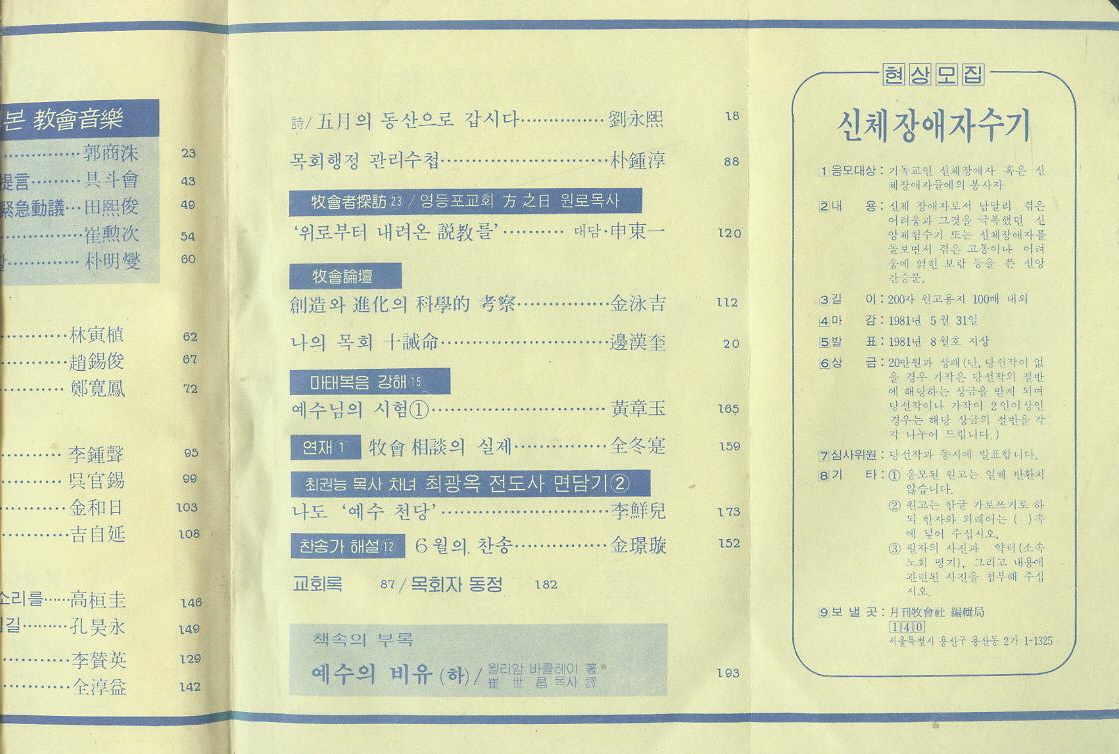 본 敎會音樂
郭商洙 23
提言 具斗會 43
緊急動議 田熙俊 49
崔勲次 54
朴明燮 60
林寅植 62
趙錫俊 67
鄭寬鳳 72
李鍾聲 95
吳官錫 99
金和日 103
吉自延 108
소리를 高桓圭 146
길 孔昊永 149
李贊英 129
全淳益 142
詩/五月의 동산으로 갑시다 劉永熙 18
목회행정 관리수첩 朴鍾淳 88
牧會者探訪 23 / 영등포교회 方之日 원로목사
'위로부터 내려온 說教를' 대담·申東一 120
牧會論壇
創造와 進化의 科學的 考察 金泳吉 112
나의 목회 十誡命 邊漢奎 20
마태복음 강해 15
예수님의 시험① 黃章玉 165
연재 1 牧會 相談의 실제 全冬寔 159
최권능 목사 차녀 최광옥 전도사 면담기②
나도 '예수 천당' 李鮮兒 173
찬송가 해설 12 6월의 찬송 金璟璇 152
교회록 87/목회자 동정 182
책속의 부록
예수의 비유(하)/윌리암 바클레이 著
崔世昌 목사 譯 193
현상모집
신체장애자수기
1 응모대상: 기독교인 신체장애자 혹은 신
체장애자들에의 봉사자
2 내 용: 신체 장애자로서 남달리 겪은
어려움과 그것을 극복했던 신
앙체험수기 또는 신체장애자를
돌보면서 겪은 고통이나 어려
움에 얽힌 보람 등을 쓴 신앙
간증문.
3 길 이: 200자 원고용지 100매 내외
4 마 감: 1981년 5월 31일
5 발 표: 1981년 8월호 지상
6 상 금: 20만원과 상패(단, 당선작이 없
을 경우 가작은 당선작의 절반
에 해당하는 상금을 받게 되며
당선작이나 가작이 2인이상인
경우는 해당 상금의 절반을 각
각 나누어 드립니다.)
7 심사위원: 당선작과 동시에 발표합니다.
8 기 타: ① 응모된 원고는 일체 반환치
않습니다.
② 원고는 한글 가로쓰기로 하
되 한자와 외래어는 ( )속
에 넣어 주십시오.
③ 필자의 사진과 약력(소속
노회 명기), 그리고 내용에
관련된 사진을 첨부해 주십
시오.
9 보낼곳: 月刊牧會社 編輯局
140
서울특별시 용산구 용산동 2가 1-1325